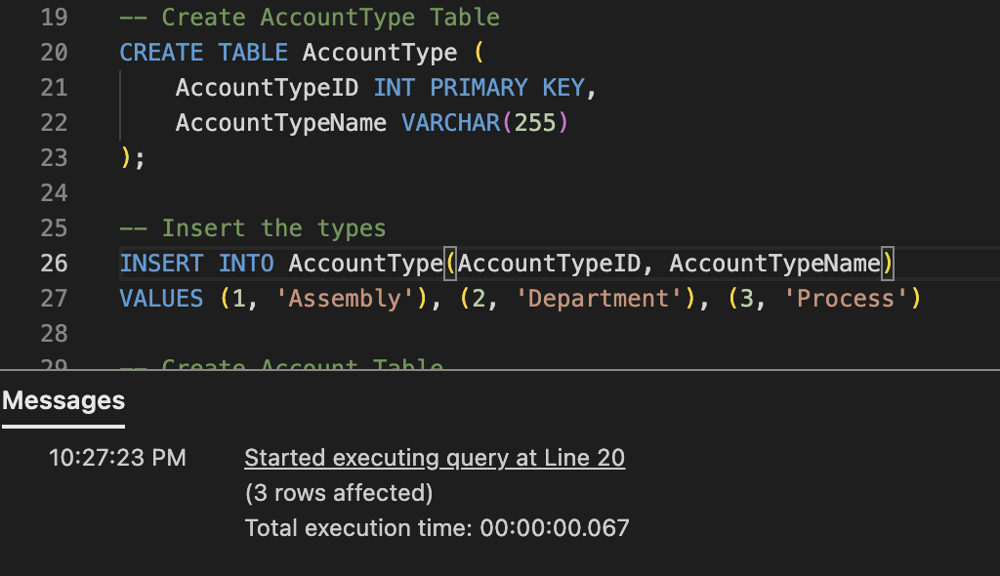 19 -- Create AccountType Table
20 CREATE TABLE AccountType (
21 AccountTypeID INT PRIMARY KEY,
22 AccountTypeName VARCHAR(255)
23 );
24
25 -- Insert the types
26 INSERT INTO AccountType(AccountTypeID, AccountTypeName)
27 VALUES (1, 'Assembly'), (2, 'Department'), (3, 'Process')
28
29 -- Create Account Table
Messages
10:27:23 PM Started executing query at Line 20
(3 rows affected)
Total execution time: 00:00:00.067